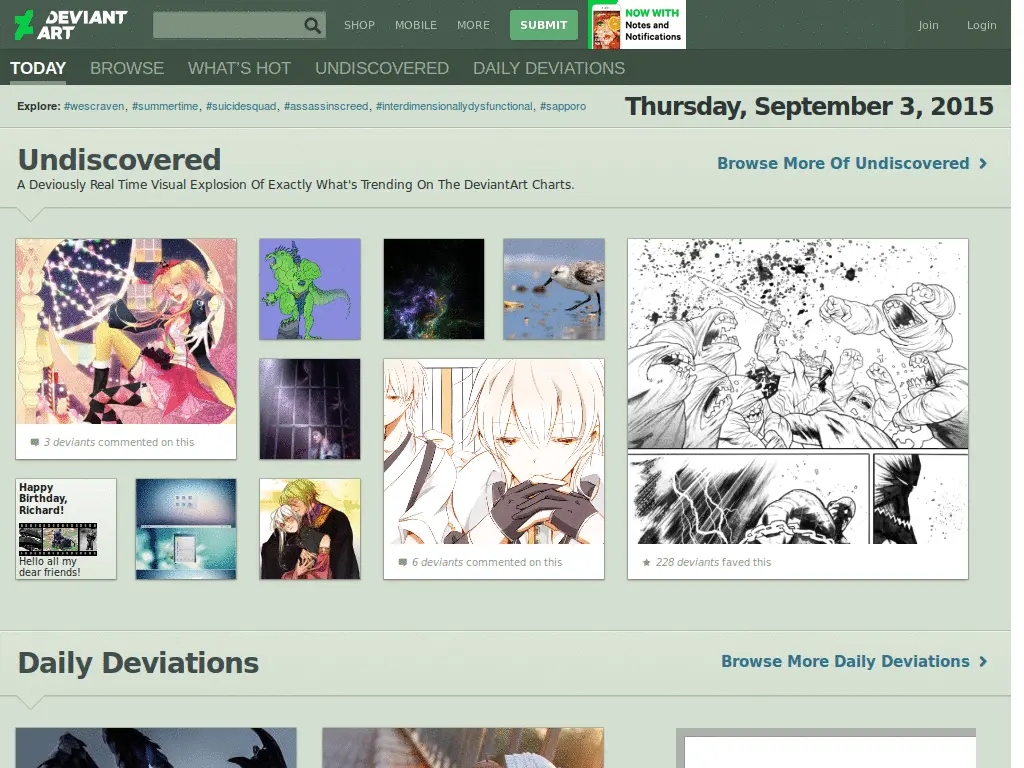 DEVIANT
ART
SHOP MOBILE MORE SUBMIT
NOW WITH
Notes and
Notifications
Join Login
TODAY BROWSE WHAT'S HOT UNDISCOVERED DAILY DEVIATIONS
Explore: #wescraven, #summertime, #suicidesquad, #assassinscreed, #interdimensionallydysfunctional, #sapporo
Thursday, September 3, 2015
Undiscovered
A Deviously Real Time Visual Explosion Of Exactly What's Trending On The DeviantArt Charts.
Browse More Of Undiscovered
3 deviants commented on this
Happy
Birthday,
Richard!
Hello all my
dear friends!
6 deviants commented on this
228 deviants faved this
Daily Deviations
Browse More Daily Deviations